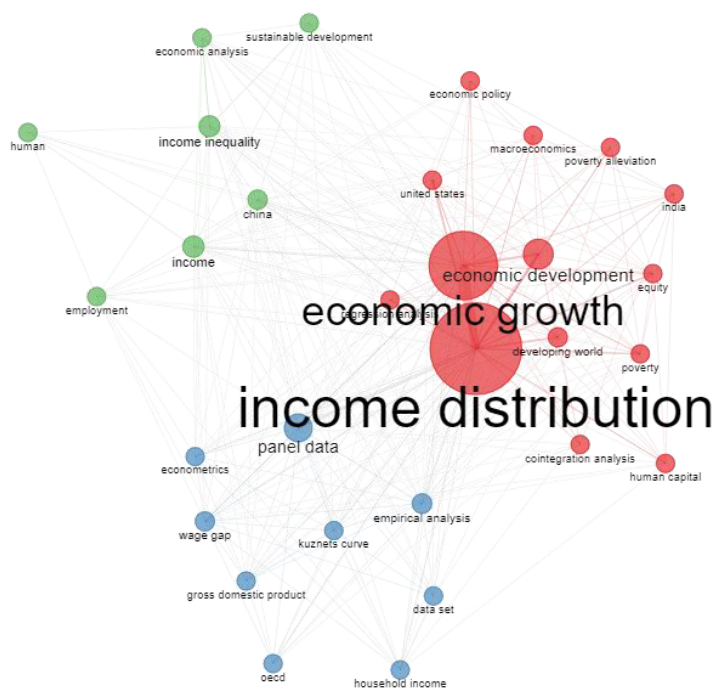 sustainable development
economic analysis
economic policy
human
income inequality
macroeconomics
poverty alleviation
united states
india
china
income
economic development
equity
employment
regression analysis
economic growth
developing world
poverty
income distribution
panel data
econometrics
cointegration analysis
human capital
empirical analysis
wage gap
kuznets curve
gross domestic product
data set
oecd
household income